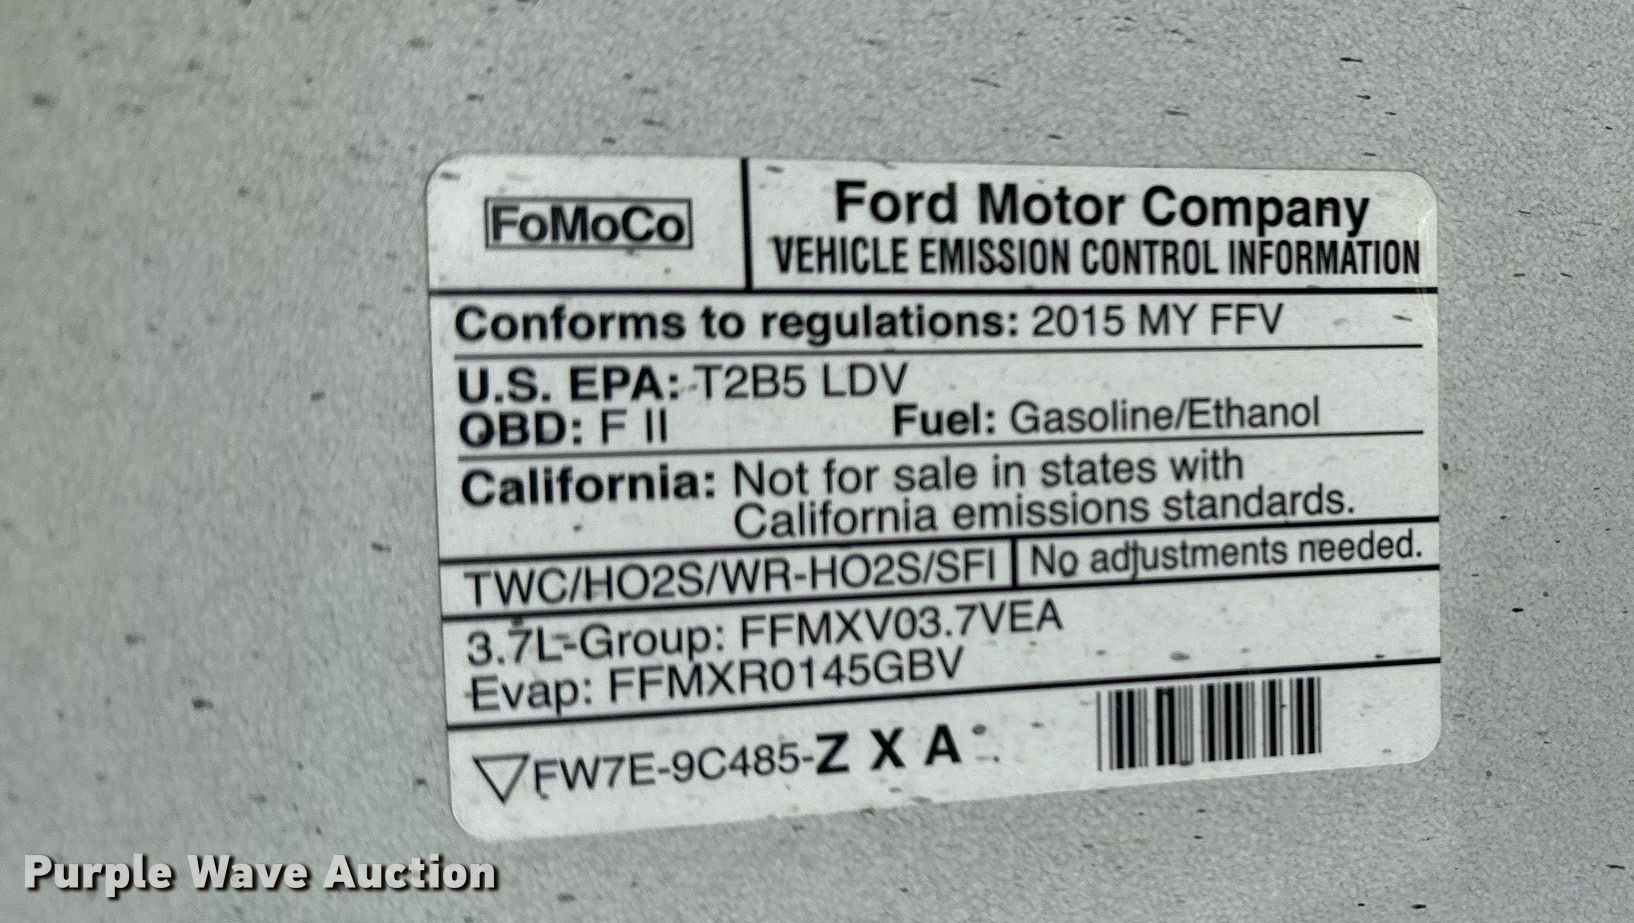 FoMoCo
Ford Motor Company
VEHICLE EMISSION CONTROL INFORMATION
Conforms to regulations: 2015 MY FFV
U.S. EPA: T2B5 LDV
OBD: F II Fuel: Gasoline/Ethanol
California: Not for sale in states with
California emissions standards.
TWC/HO2S/WR-HO2S/SFI No adjustments needed.
3.7L-Group: FFMXV03.7VEA
Evap: FFMXR0145GBV
FW7E-9C485-Z X A
Purple Wave Auction